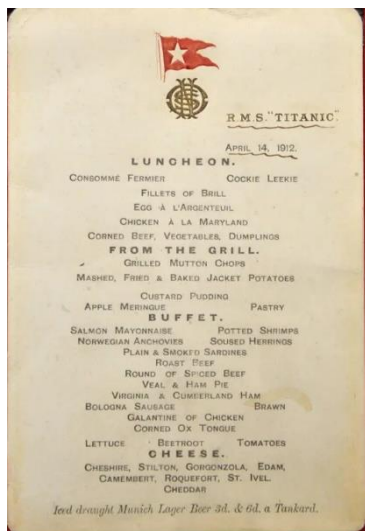 R.M.S. "TITANIC."
APRIL 14, 1912.
LUNCHEON.
CONSOMMÉ FERMIER COCKIE LEEKIE
FILLETS OF BRILL
EGG À L'ARGENTEUIL
CHICKEN À LA MARYLAND
CORNED BEEF, VEGETABLES, DUMPLINGS
FROM THE GRILL.
GRILLED MUTTON CHOPS
MASHED, FRIED & BAKED JACKET POTATOES
CUSTARD PUDDING
APPLE MERINGUE PASTRY
BUFFET.
SALMON MAYONNAISE POTTED SHRIMPS
NORWEGIAN ANCHOVIES SOUSED HERRINGS
PLAIN & SMOKED SARDINES
ROAST BEEF
ROUND OF SPICED BEEF
VEAL & HAM PIE
VIRGINIA & CUMBERLAND HAM
BOLOGNA SAUSAGE BRAWN
GALANTINE OF CHICKEN
CORNED OX TONGUE
LETTUCE BEETROOT TOMATOES
CHEESE.
CHESHIRE, STILTON, GORGONZOLA, EDAM,
CAMEMBERT, ROQUEFORT, ST. IVEL.
CHEDDAR
Iced draught Munich Lager Beer 3d. & 6d. a Tankard.